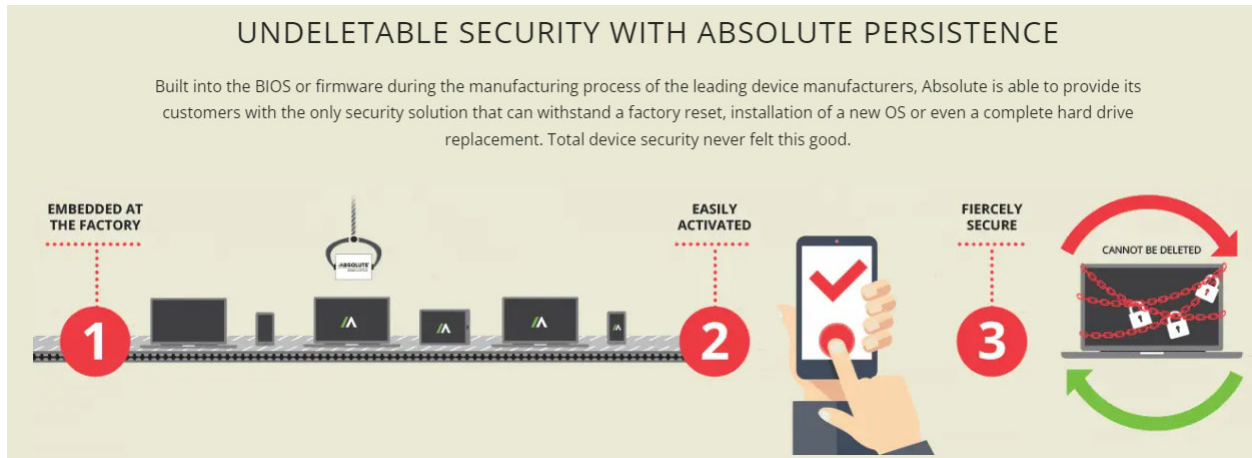 UNDELETABLE SECURITY WITH ABSOLUTE PERSISTENCE
Built into the BIOS or firmware during the manufacturing process of the leading device manufacturers, Absolute is able to provide its
customers with the only security solution that can withstand a factory reset, installation of a new OS or even a complete hard drive
replacement. Total device security never felt this good.
EMBEDDED AT
THE FACTORY
1
ABSOLUTE
EASILY
ACTIVATED
2
FIERCELY
SECURE
3
CANNOT BE DELETED